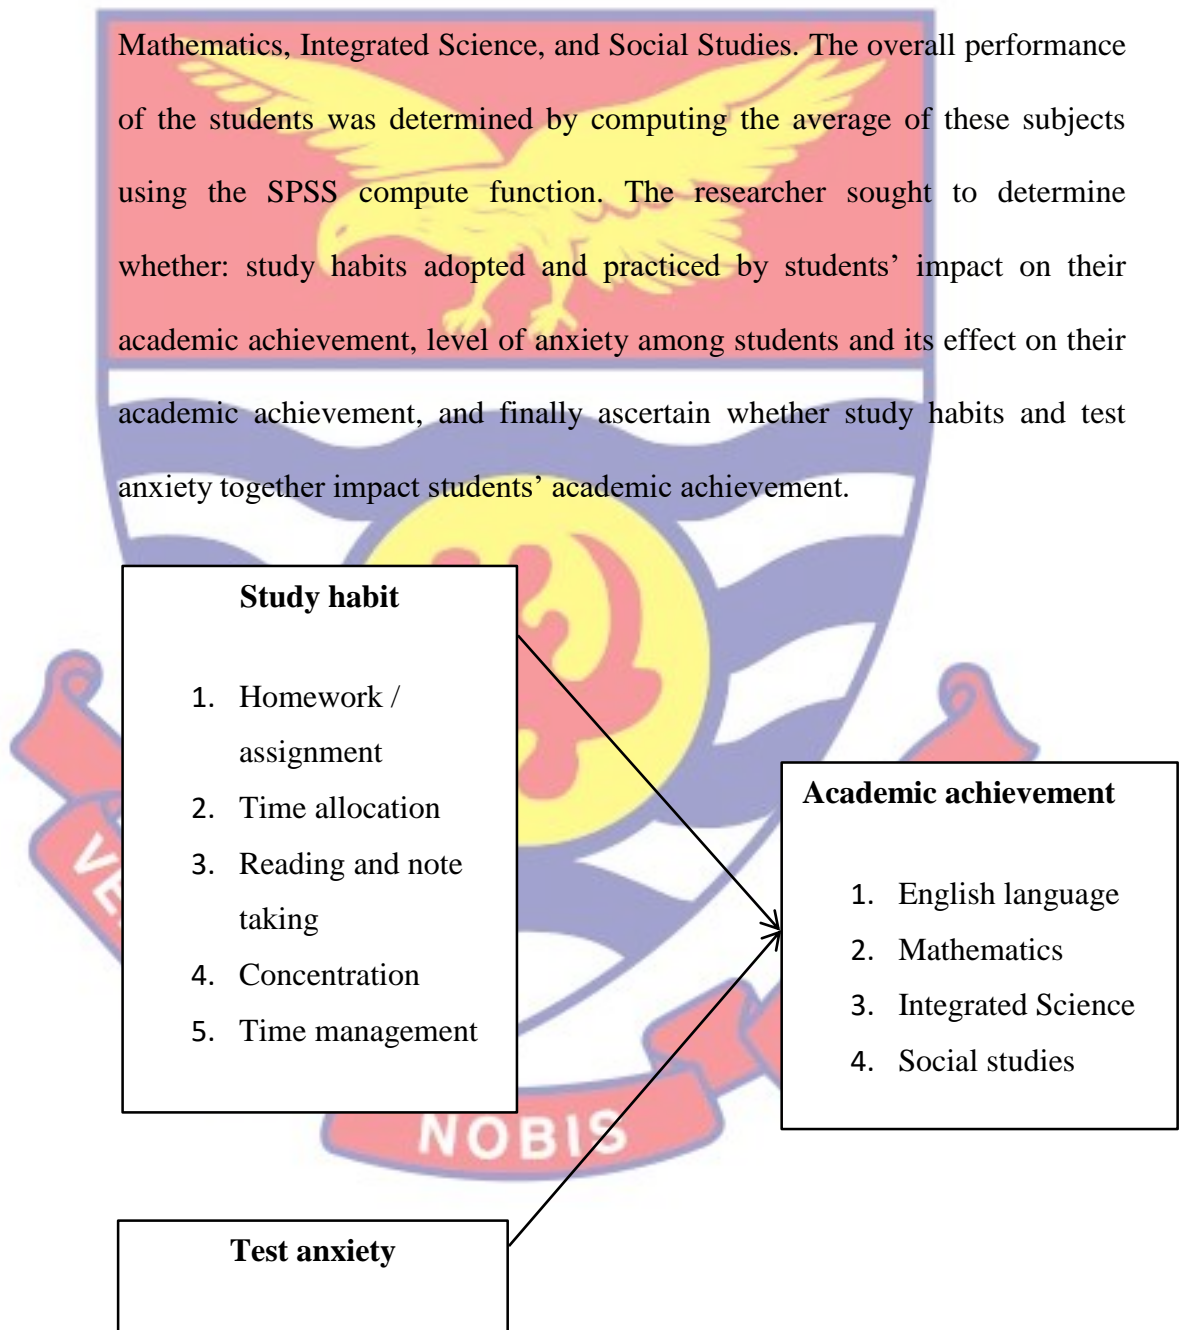 Mathematics, Integrated Science, and Social Studies. The overall performance
of the students was determined by computing the average of these subjects
using the SPSS compute function. The researcher sought to determine
whether: study habits adopted and practiced by students’ impact on their
academic achievement, level of anxiety among students and its effect on their
academic achievement, and finally ascertain whether study habits and test
anxiety together impact students’ academic achievement.
Study habit
1. Homework /
assignment
2. Time allocation
3. Reading and note
taking
4. Concentration
5. Time management
Academic achievement
1. English language
2. Mathematics
3. Integrated Science
4. Social studies
NOBIS
Test anxiety